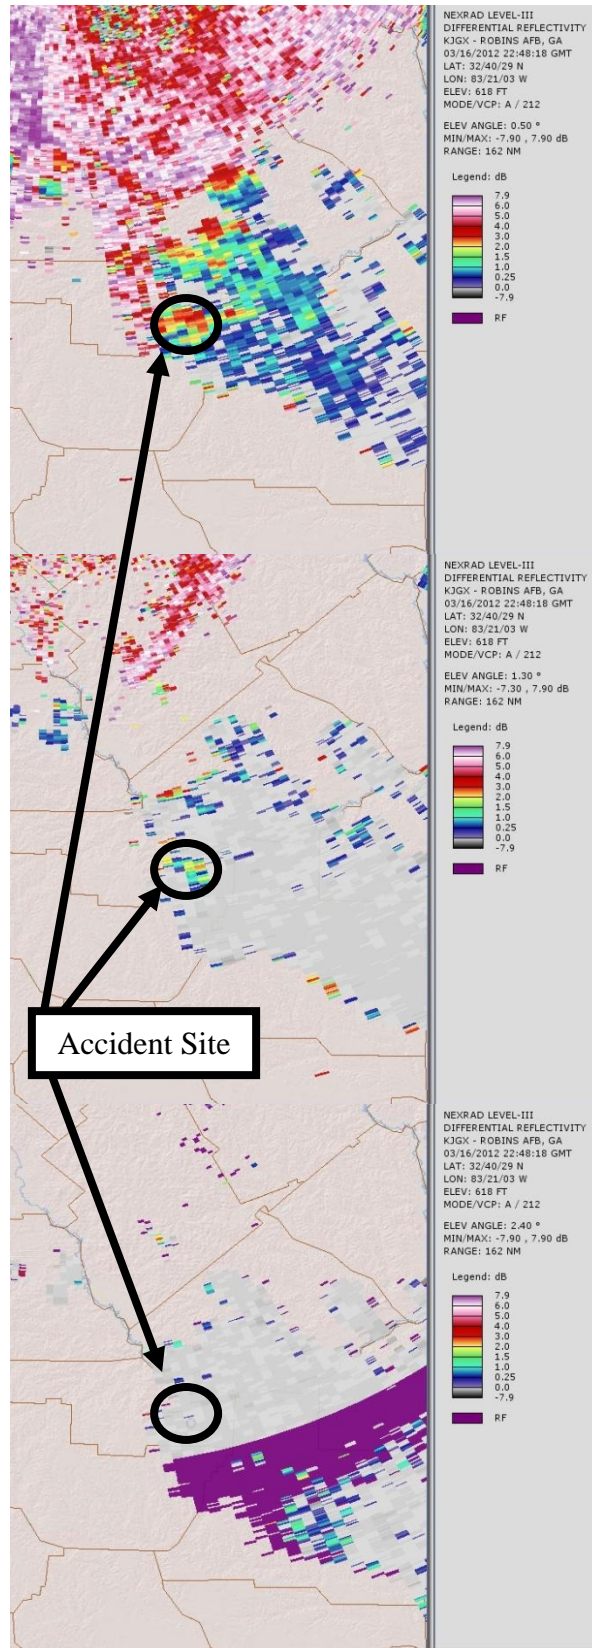 NEXRAD LEVEL-III
DIFFERENTIAL REFLECTIVITY
KJGX - ROBINS AFB, GA
03/16/2012 22:48:18 GMT
LAT: 32/40/29 N
LON: 83/21/03 W
ELEV: 618 FT
MODE/VCP: A / 212
ELEV ANGLE: 0.50 °
MIN/MAX: -7.90 , 7.90 dB
RANGE: 162 NM
Legend: dB
7.9
6.0
5.0
4.0
3.0
2.0
1.5
1.0
0.25
0.0
-7.9
RF
NEXRAD LEVEL-III
DIFFERENTIAL REFLECTIVITY
KJGX - ROBINS AFB, GA
03/16/2012 22:48:18 GMT
LAT: 32/40/29 N
LON: 83/21/03 W
ELEV: 618 FT
MODE/VCP: A / 212
ELEV ANGLE: 1.30 °
MIN/MAX: -7.30 , 7.90 dB
RANGE: 162 NM
Legend: dB
7.9
6.0
5.0
4.0
3.0
2.0
1.5
1.0
0.25
0.0
-7.9
RF
Accident Site
NEXRAD LEVEL-III
DIFFERENTIAL REFLECTIVITY
KJGX - ROBINS AFB, GA
03/16/2012 22:48:18 GMT
LAT: 32/40/29 N
LON: 83/21/03 W
ELEV: 618 FT
MODE/VCP: A / 212
ELEV ANGLE: 2.40 °
MIN/MAX: -7.90 , 7.90 dB
RANGE: 162 NM
Legend: dB
7.9
6.0
5.0
4.0
3.0
2.0
1.5
1.0
0.25
0.0
-7.9
RF